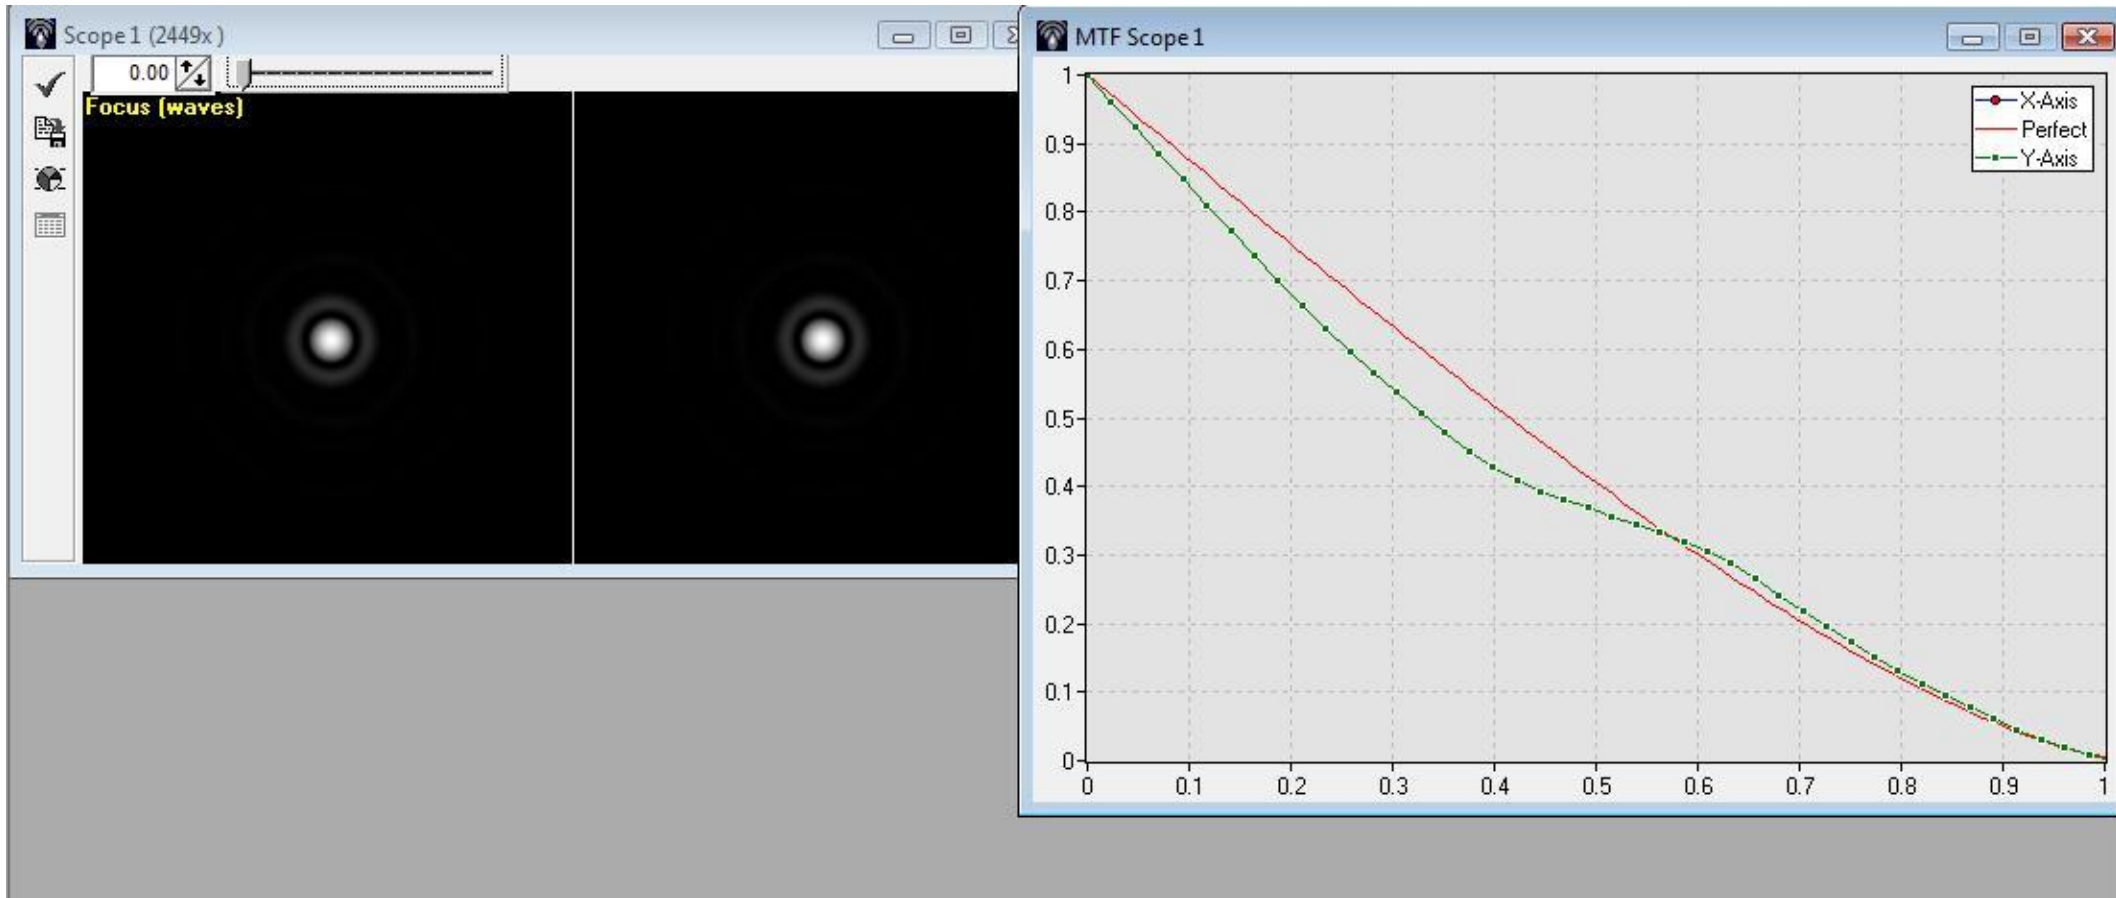 Scope 1 (2449x )
0.00
Focus (waves)
MTF Scope 1
1
0.9
0.8
0.7
0.6
0.5
0.4
0.3
0.2
0.1
0
0 0.1 0.2 0.3 0.4 0.5 0.6 0.7 0.8 0.9 1
X-Axis
Perfect
Y-Axis